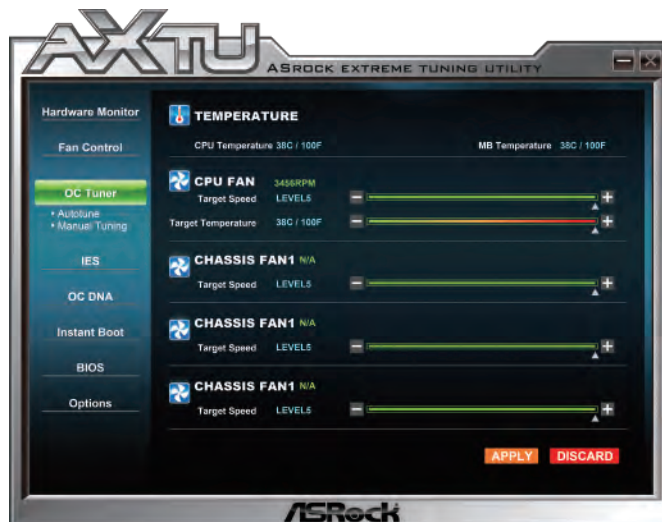 AXTU
ASROCK EXTREME TUNING UTILITY
Hardware Monitor
Fan Control
OC Tuner
• Autotune
• Manual Tuning
IES
OC DNA
Instant Boot
BIOS
Options
TEMPERATURE
CPU Temperature 38C / 100F
MB Temperature 38C / 100F
CPU FAN 3456RPM
Target Speed LEVEL5
Target Temperature 38C / 100F
CHASSIS FAN1 N/A
Target Speed LEVEL5
CHASSIS FAN1 N/A
Target Speed LEVEL5
CHASSIS FAN1 N/A
Target Speed LEVEL5
APPLY DISCARD
ASRock